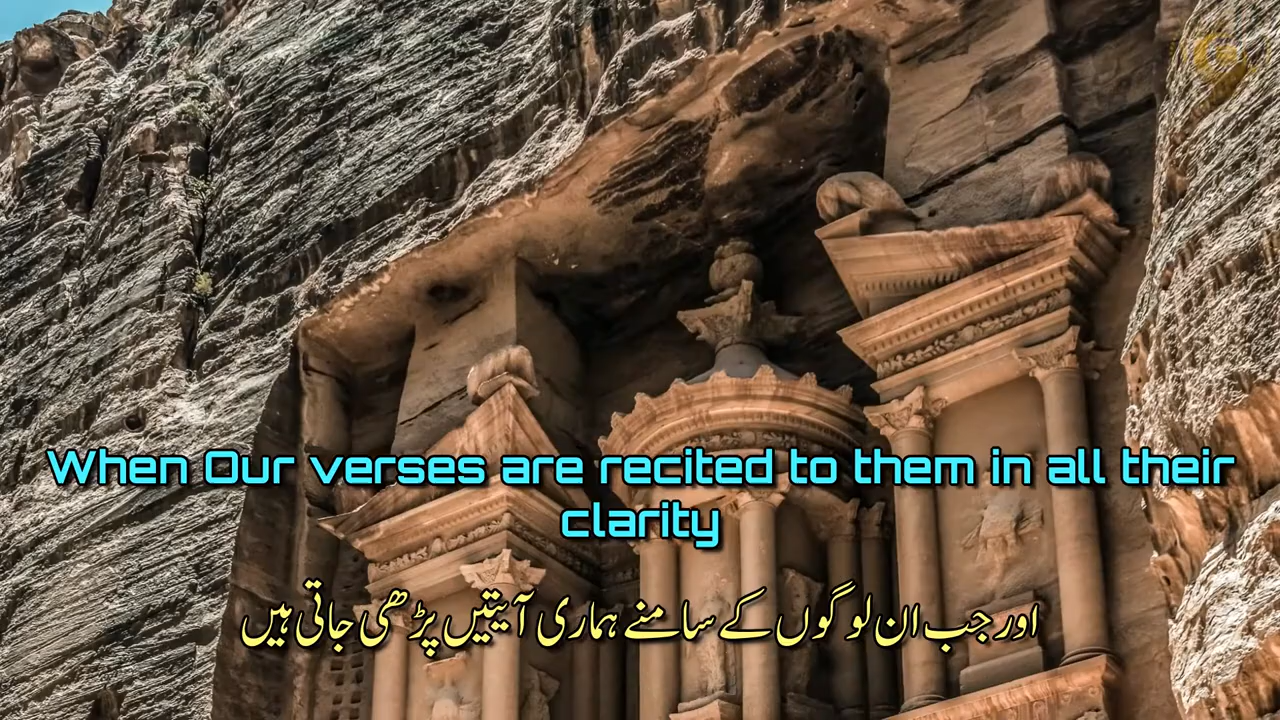 When Our verses are recited to them in all their
clarity
اور جب ان لوگوں کے سامنے ہماری آیتیں پڑھی جاتی ہیں